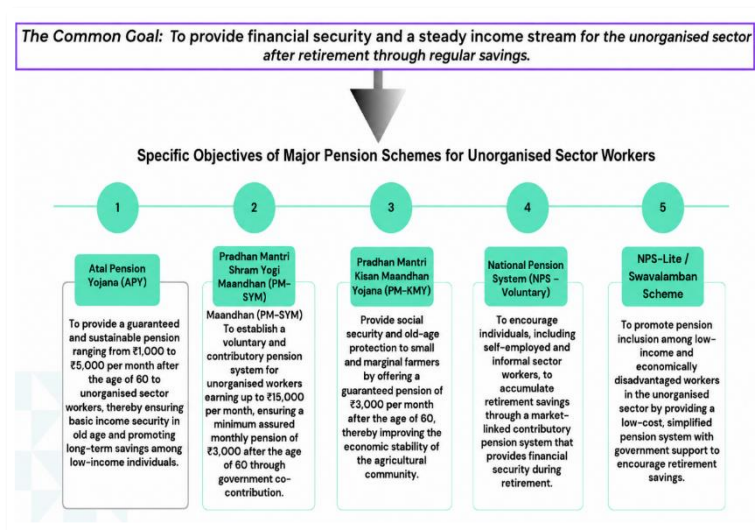 The Common Goal: To provide financial security and a steady income stream for the unorganised sector
after retirement through regular savings.
Specific Objectives of Major Pension Schemes for Unorganised Sector Workers
1
Atal Pension
Yojana (APY)
To provide a guaranteed
and sustainable pension
ranging from ₹1,000 to
₹5,000 per month after
the age of 60 to
unorganised sector
workers, thereby ensuring
basic income security in
old age and promoting
long-term savings among
low-income individuals.
2
Pradhan Mantri
Shram Yogi
Maandhan (PM-
SYM)
Maandhan (PM-SYM)
To establish a
voluntary and
contributory pension
system for
unorganised workers
earning up to ₹15,000
per month, ensuring a
minimum assured
monthly pension of
₹3,000 after the age
of 60 through
government co-
contribution.
3
Pradhan Mantri
Kisan Maandhan
Yojana (PM-KMY)
Provide social
security and old-age
protection to small
and marginal farmers
by offering a
guaranteed pension of
₹3,000 per month
after the age of 60,
thereby improving the
economic stability of
the agricultural
community.
4
National Pension
System (NPS –
Voluntary)
To encourage
individuals, including
self-employed and
informal sector
workers, to
accumulate
retirement savings
through a market-
linked contributory
pension system that
provides financial
security during
retirement.
5
NPS-Lite /
Swavalamban
Scheme
To promote pension
inclusion among low-
income and
economically
disadvantaged workers
in the unorganised
sector by providing a
low-cost, simplified
pension system with
government support to
encourage retirement
savings.